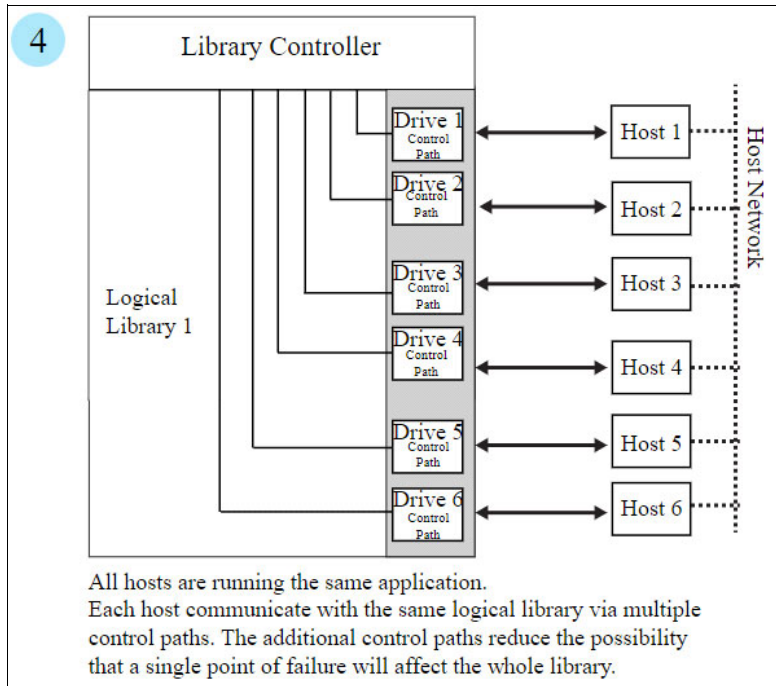 4
Library Controller
Drive 1
Control
Path
Host 1
Drive 2
Control
Path
Host 2
Host Network
Drive 3
Control
Path
Host 3
Logical
Library 1
Drive 4
Control
Path
Host 4
Drive 5
Control
Path
Host 5
Drive 6
Control
Path
Host 6
All hosts are running the same application.
Each host communicate with the same logical library via multiple
control paths. The additional control paths reduce the possibility
that a single point of failure will affect the whole library.